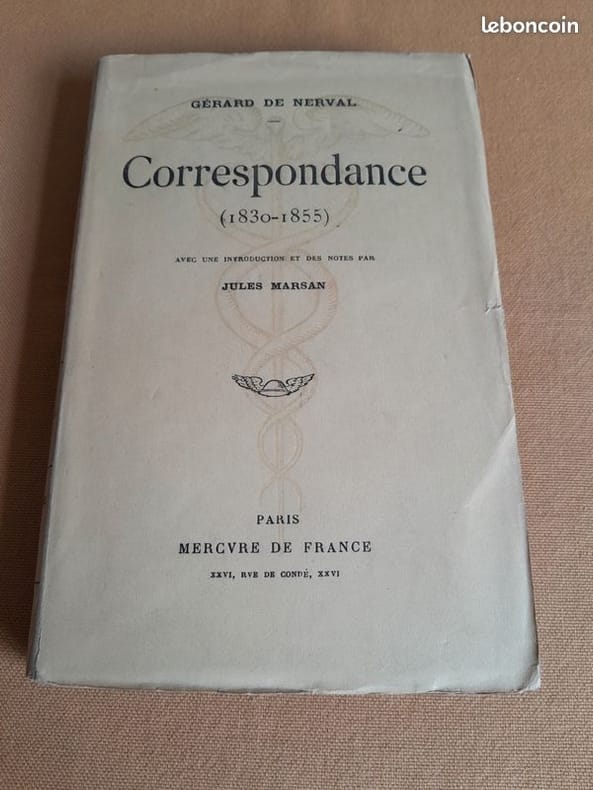 leboncoin
GÉRARD DE NERVAL
Correspondance
(1830-1855)
AVEC UNE INTRODUCTION ET DES NOTES PAR
JULES MARSAN
PARIS
MERCVRE DE FRANCE
XXVI, RVE DE CONDÉ, XXVI